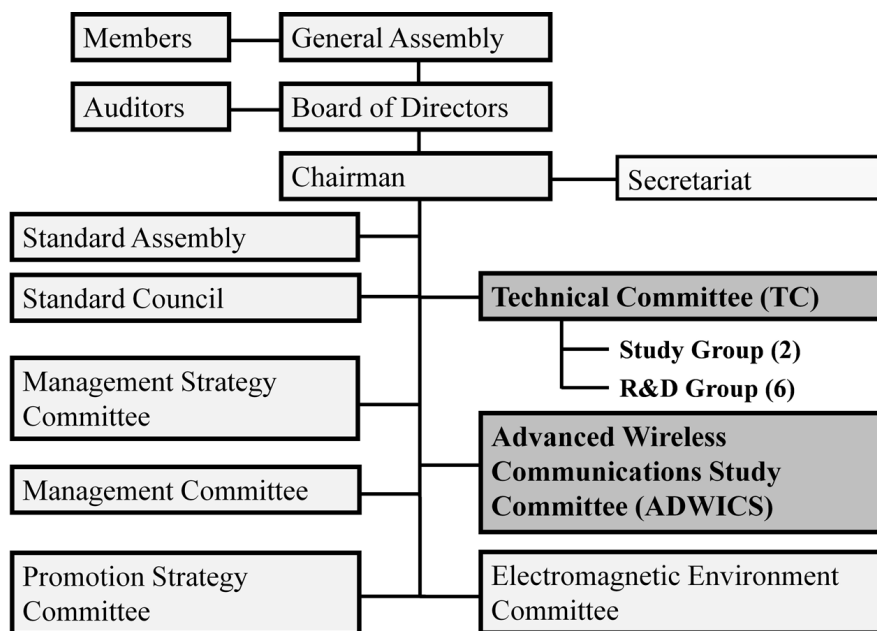 Members
General Assembly
Auditors
Board of Directors
Chairman
Secretariat
Standard Assembly
Standard Council
Technical Committee (TC)
Study Group (2)
R&D Group (6)
Management Strategy
Committee
Advanced Wireless
Communications Study
Committee (ADWICS)
Management Committee
Promotion Strategy
Committee
Electromagnetic Environment
Committee